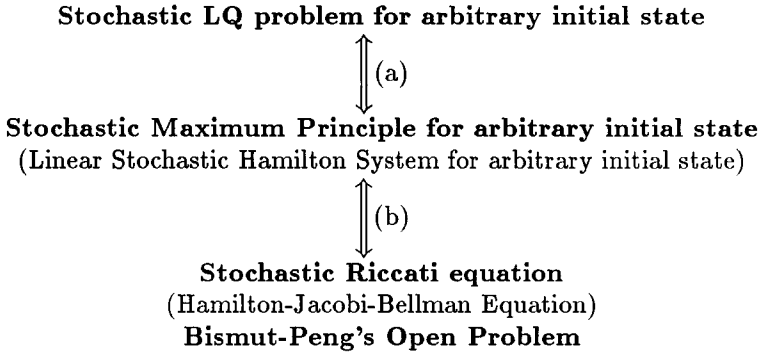 Stochastic LQ problem for arbitrary initial state
(a)
Stochastic Maximum Principle for arbitrary initial state
(Linear Stochastic Hamilton System for arbitrary initial state)
(b)
Stochastic Riccati equation
(Hamilton-Jacobi-Bellman Equation)
Bismut-Peng's Open Problem